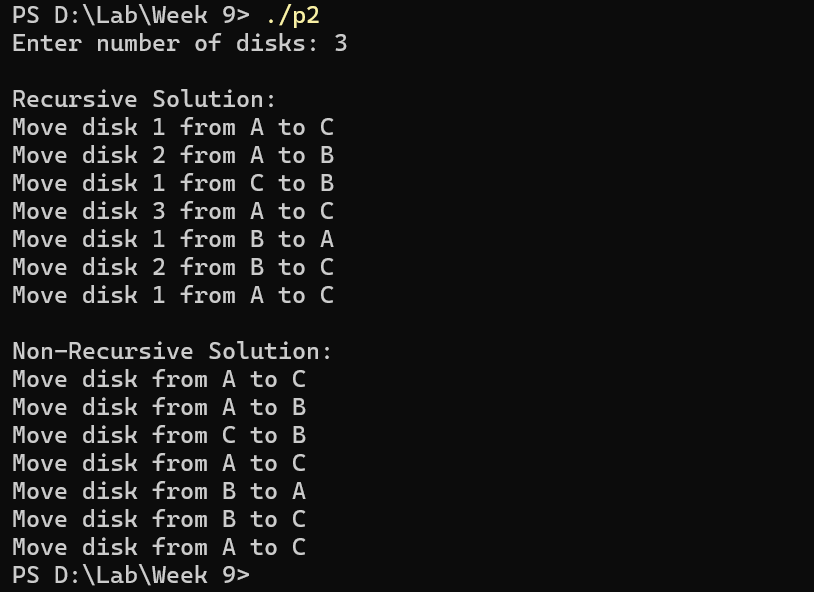 PS D:\Lab\Week 9> ./p2
Enter number of disks: 3
Recursive Solution:
Move disk 1 from A to C
Move disk 2 from A to B
Move disk 1 from C to B
Move disk 3 from A to C
Move disk 1 from B to A
Move disk 2 from B to C
Move disk 1 from A to C
Non-Recursive Solution:
Move disk from A to C
Move disk from A to B
Move disk from C to B
Move disk from A to C
Move disk from B to A
Move disk from B to C
Move disk from A to C
PS D:\Lab\Week 9>